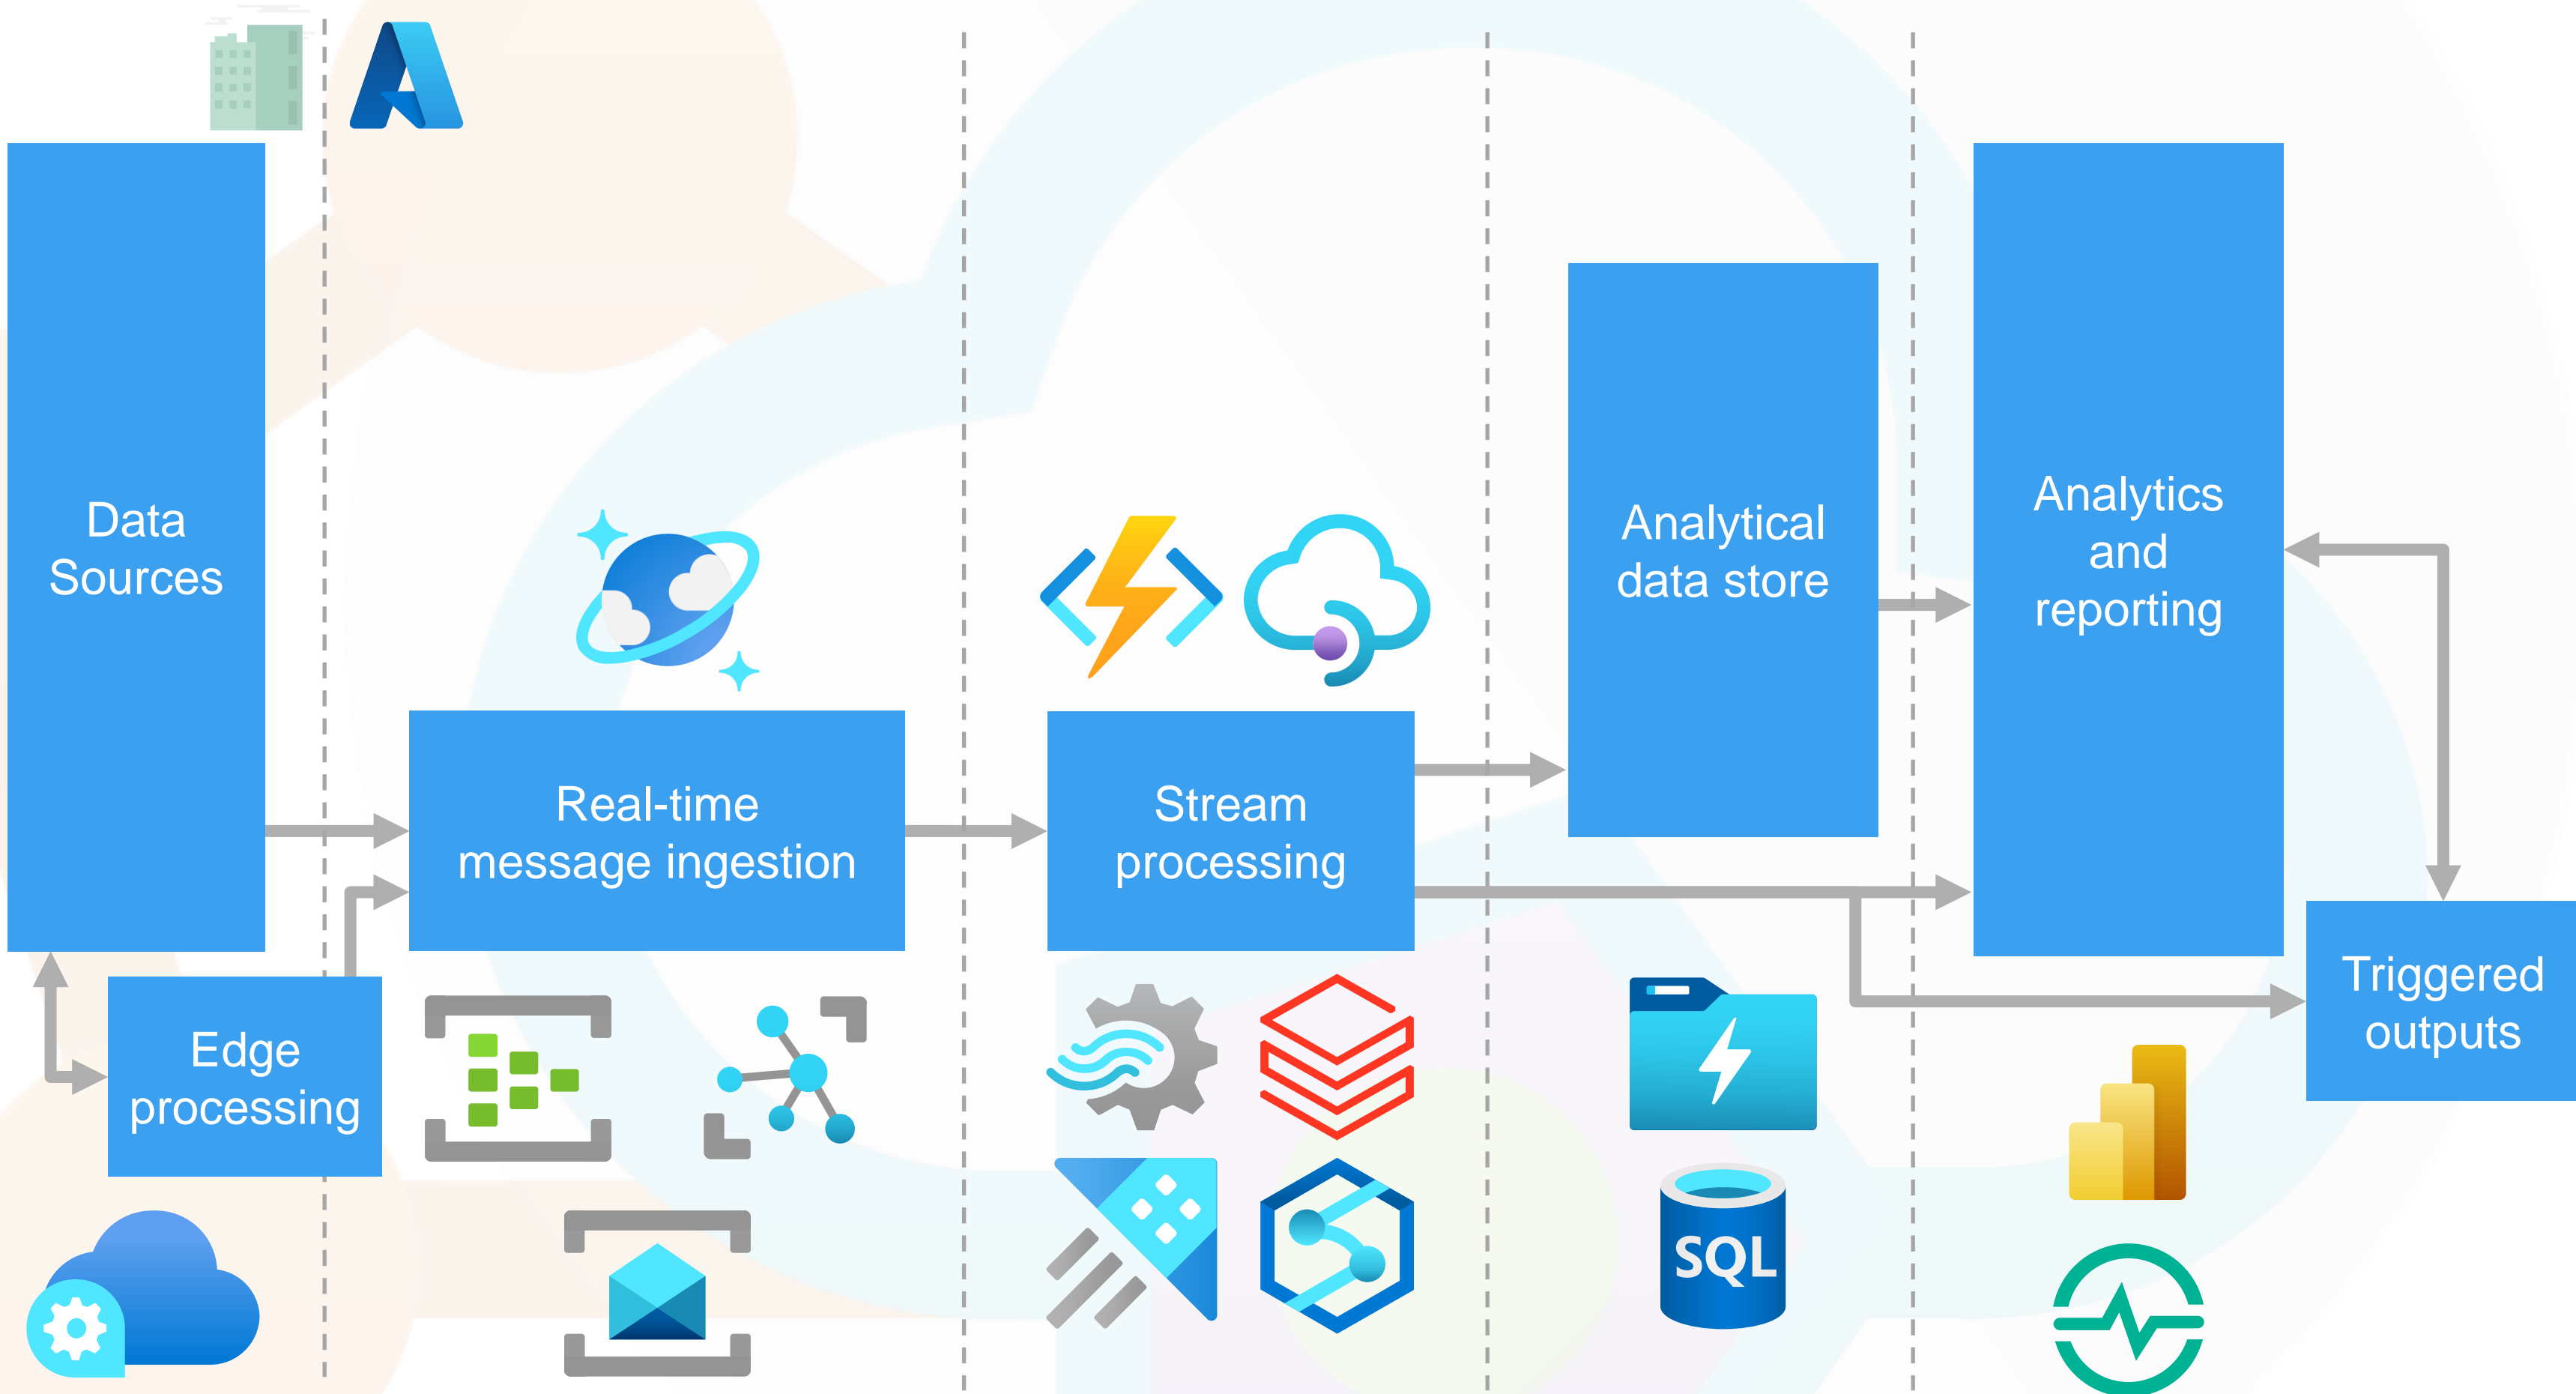 Data
Sources
Edge
processing
Real-time
message ingestion
Stream
processing
Analytical
data store
Analytics
and
reporting
Triggered
outputs
SQL